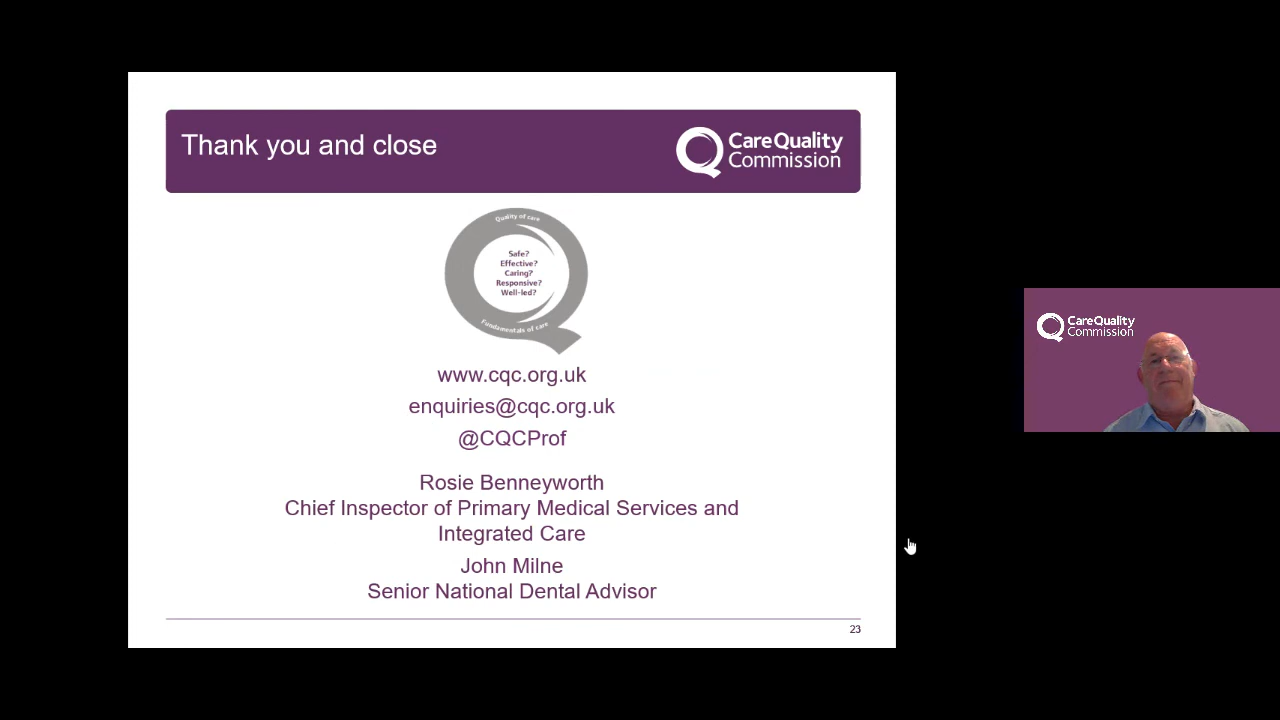 Thank you and close
CareQuality
Commission
Quality of care
Safe?
Effective?
Caring?
Responsive?
Well-led?
Fundamentals of care
www.cqc.org.uk
enquiries@cqc.org.uk
@CQCProf
Rosie Benneyworth
Chief Inspector of Primary Medical Services and
Integrated Care
John Milne
Senior National Dental Advisor
23
CareQuality
Commission